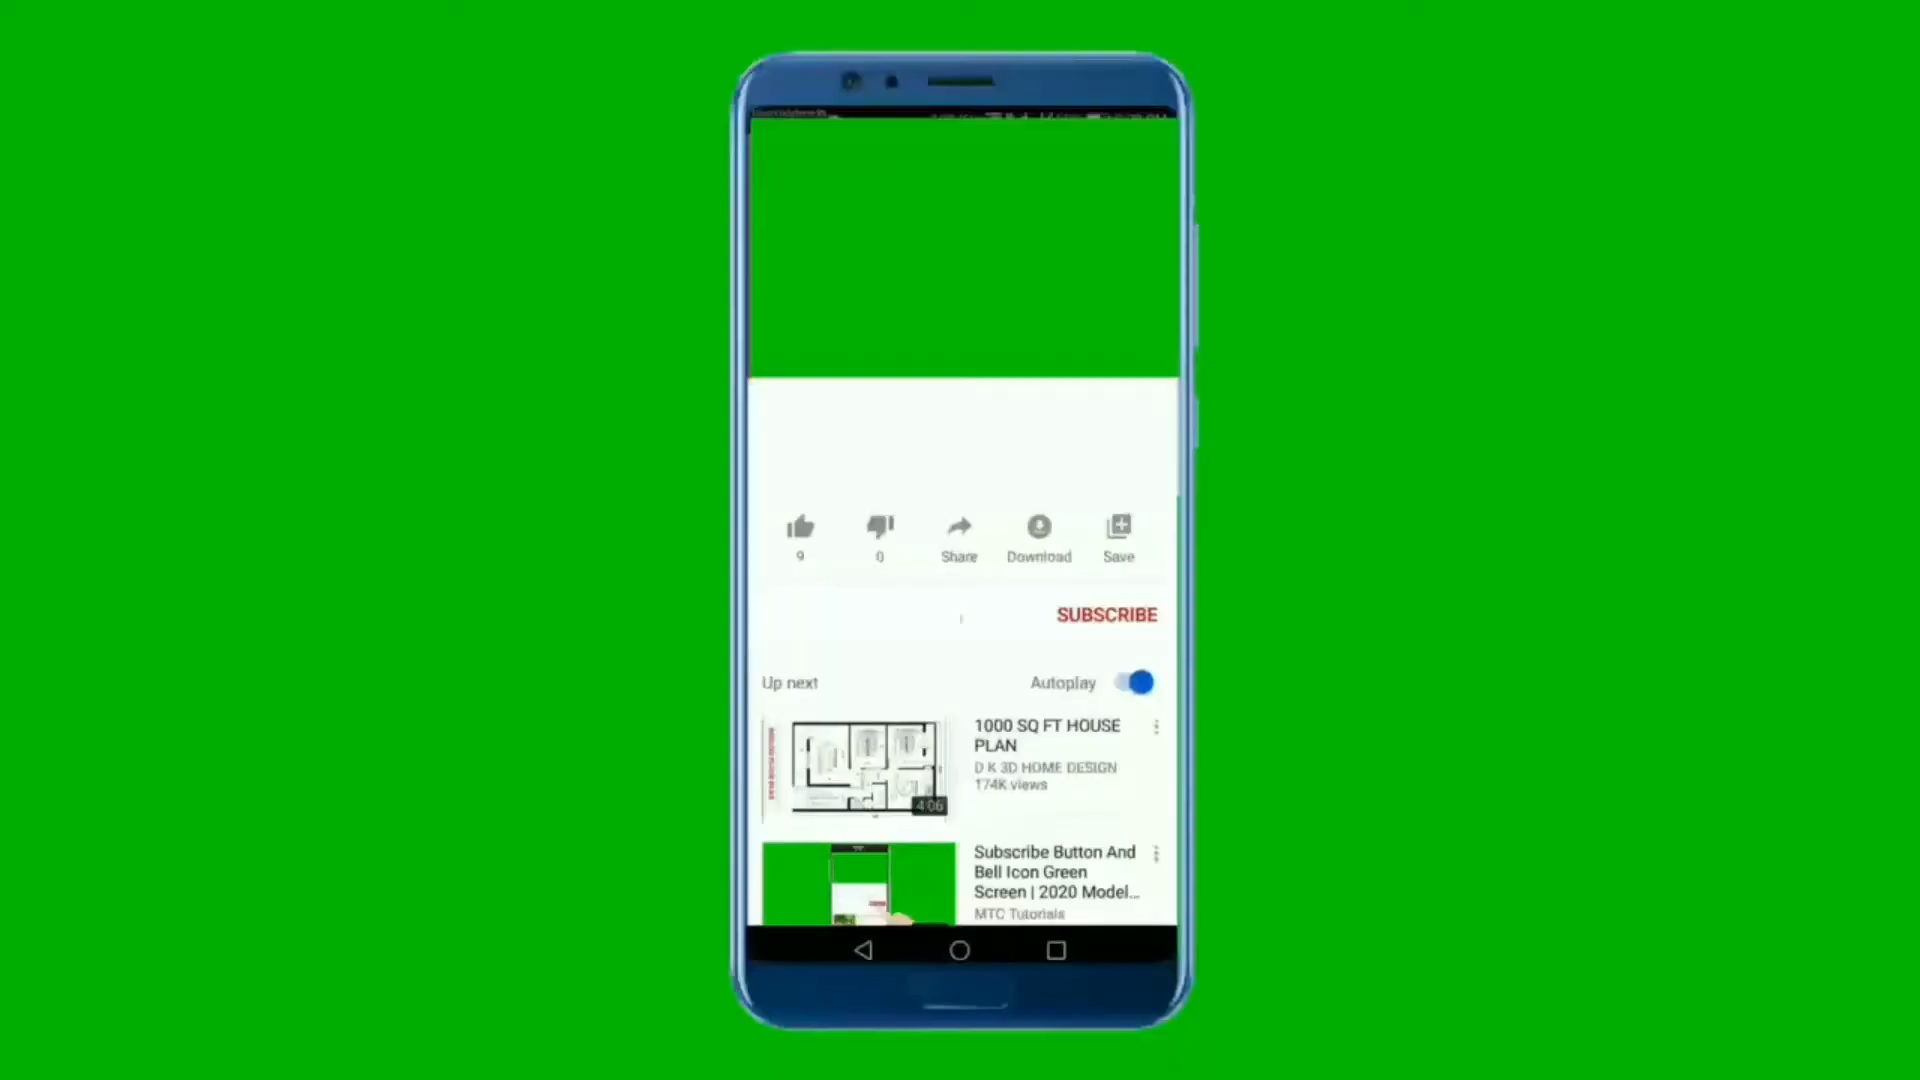 9
0
Share
Download
Save
SUBSCRIBE
Up next
Autoplay
1000 SQ FT HOUSE
PLAN
D K 3D HOME DESIGN
174K views
4:06
Subscribe Button And
Bell Icon Green
Screen | 2020 Model...
MTC Tutorials